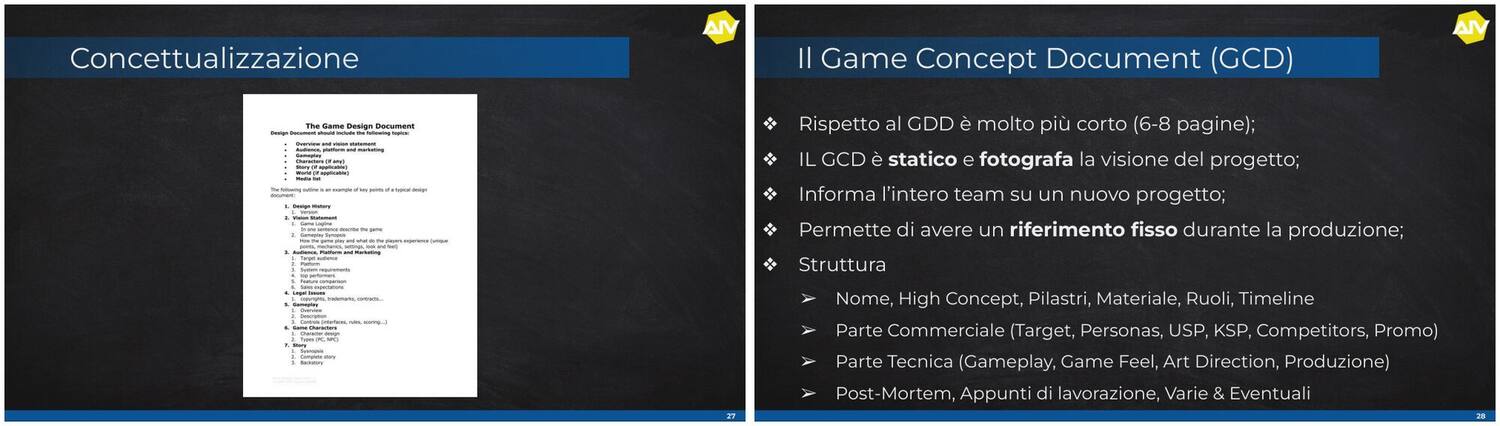 Concettualizzazione
AIV
The Game Design Document
Design Document should include the following topics:
• Overview and vision statement
• Audience, platform and marketing
• Gameplay
• Characters (if any)
• Story (if applicable)
• World (if applicable)
• Media list
The following outline is an example of key points of a typical design
document:
1. Design History
1. Version
2. Vision Statement
1. Game Logline
In one sentence describe the game
2. Gameplay Synopsis
How the game play and what do the players experience (unique
points, mechanics, settings, look and feel)
3. Audience, Platform and Marketing
1. Target audience
2. Platform
3. System requirements
4. top performers
5. Feature comparison
6. Sales expectations
4. Legal Issues
1. copyrights, trademarks, contracts...
5. Gameplay
1. Overview
2. Description
3. Controls (interfaces, rules, scoring...)
6. Game Characters
1. Character design
2. Types (PC, NPC)
7. Story
1. Sysnopsis
2. Complete story
3. Backstory
27
Il Game Concept Document (GCD)
AIV
❖ Rispetto al GDD è molto più corto (6-8 pagine);
❖ IL GCD è statico e fotografa la visione del progetto;
❖ Informa l'intero team su un nuovo progetto;
❖ Permette di avere un riferimento fisso durante la produzione;
❖ Struttura
➢ Nome, High Concept, Pilastri, Materiale, Ruoli, Timeline
➢ Parte Commerciale (Target, Personas, USP, KSP, Competitors, Promo)
➢ Parte Tecnica (Gameplay, Game Feel, Art Direction, Produzione)
➢ Post-Mortem, Appunti di lavorazione, Varie & Eventuali
28